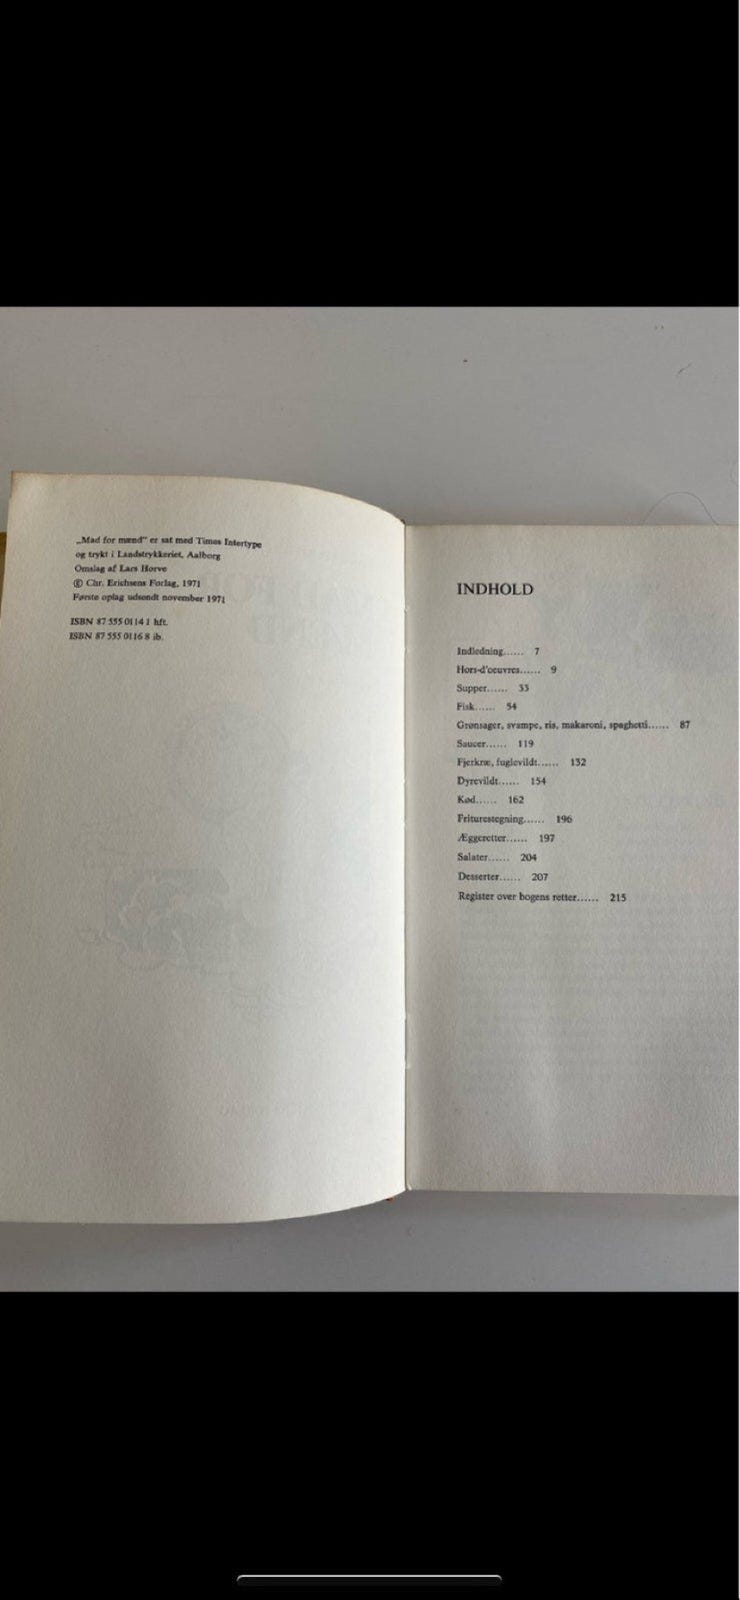 „Mad for mænd" er sat med Times Intertype
og trykt i Landstrykkeriet, Aalborg
Omslag af Lars Horve
© Chr. Erichsens Forlag, 1971
Første oplag udsendt november 1971
ISBN 87 555 0114 1 hft.
ISBN 87 555 0116 8 ib.
INDHOLD
Indledning...... 7
Hors-d'oeuvres...... 9
Supper...... 33
Fisk...... 54
Grønsager, svampe, ris, makaroni, spaghetti...... 87
Saucer...... 119
Fjerkræ, fuglevildt...... 132
Dyrevildt...... 154
Kød...... 162
Friturestegning...... 196
Æggeretter...... 197
Salater...... 204
Desserter...... 207
Register over bogens retter...... 215